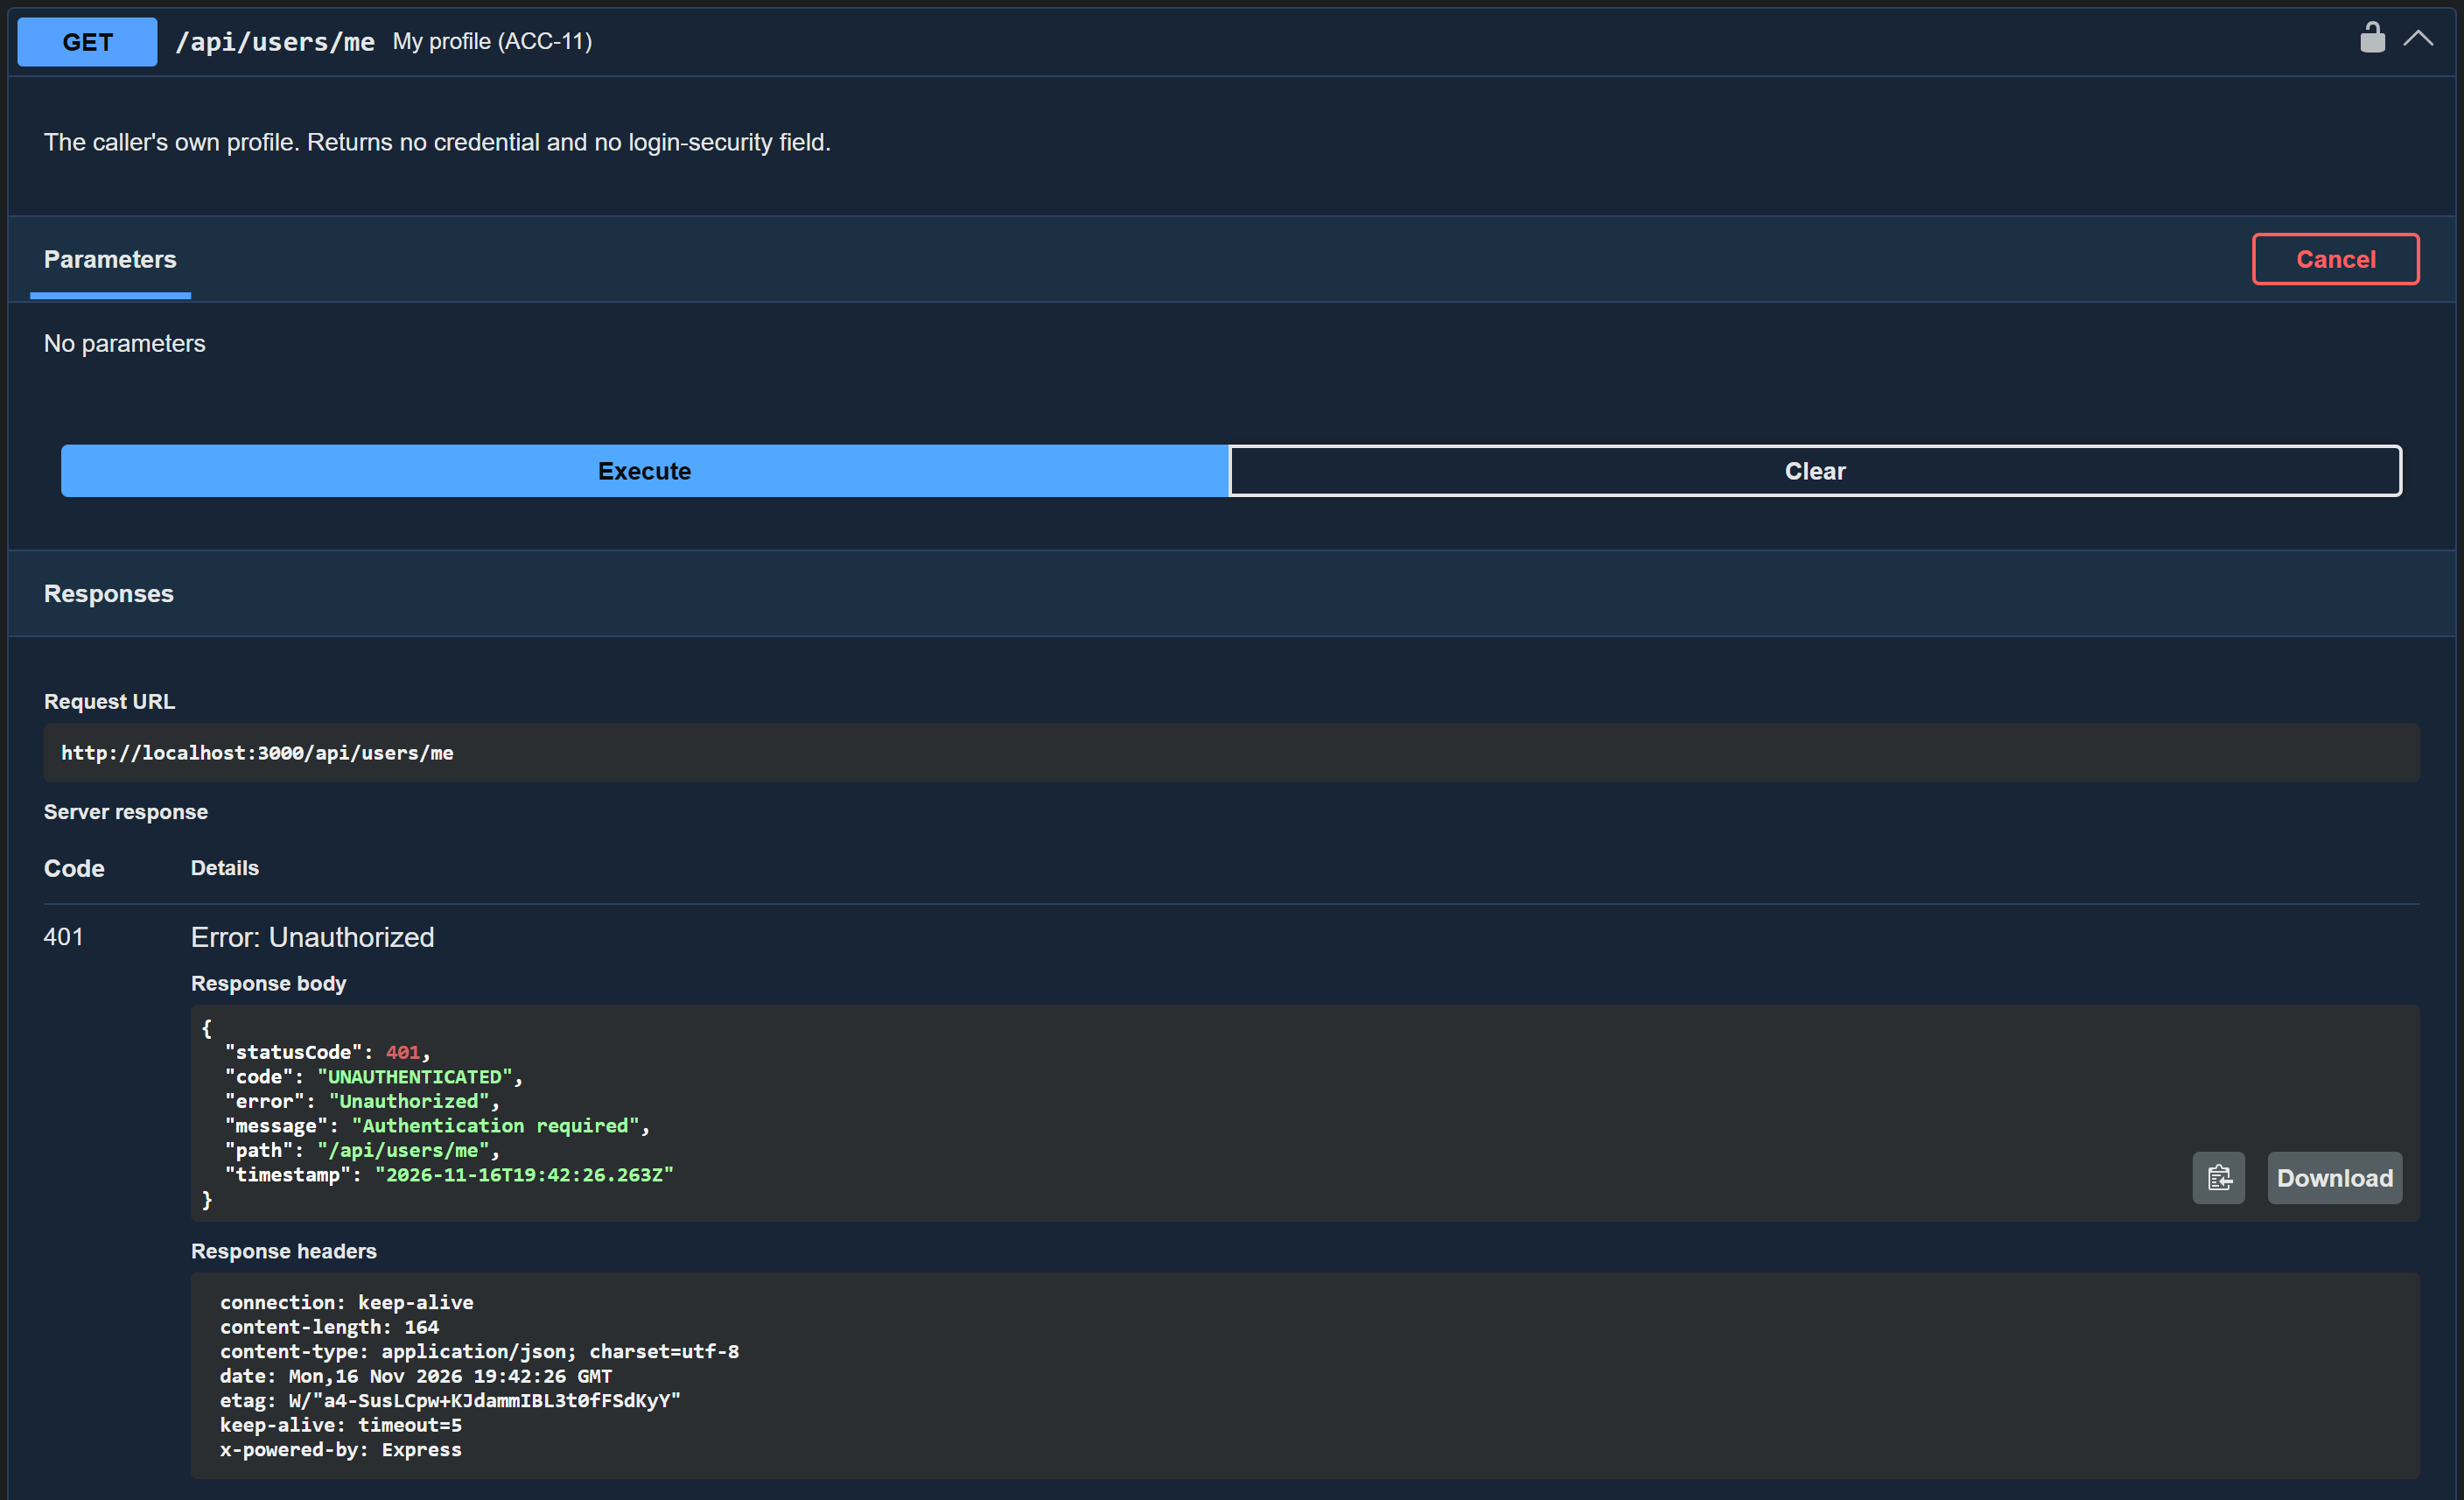 GET /api/users/me My profile (ACC-11)
The caller's own profile. Returns no credential and no login-security field.
Parameters
Cancel
No parameters
Execute
Clear
Responses
Request URL
http://localhost:3000/api/users/me
Server response
Code Details
401 Error: Unauthorized
Response body
{
  "statusCode": 401,
  "code": "UNAUTHENTICATED",
  "error": "Unauthorized",
  "message": "Authentication required",
  "path": "/api/users/me",
  "timestamp": "2026-11-16T19:42:26.263Z"
}
Download
Response headers
connection: keep-alive
content-length: 164
content-type: application/json; charset=utf-8
date: Mon,16 Nov 2026 19:42:26 GMT
etag: W/"a4-SusLCpw+KJdammIBL3t0fFSdKyY"
keep-alive: timeout=5
x-powered-by: Express